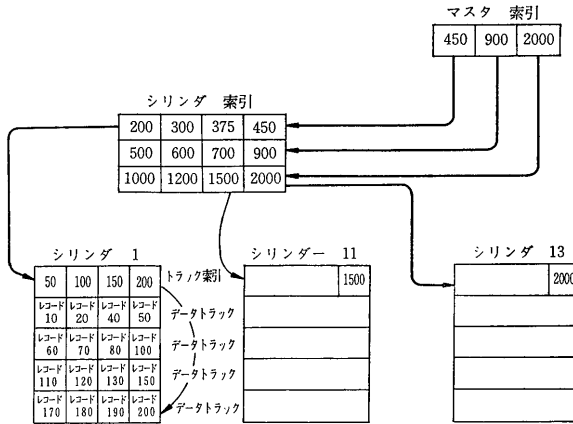 マスタ 索引
450 900 2000
シリンダ 索引
200 300 375 450
500 600 700 900
1000 1200 1500 2000
シリンダ 1
50 100 150 200
トラック索引
レコード 10 レコード 20 レコード 40 レコード 50
データトラック
レコード 60 レコード 70 レコード 80 レコード 100
データトラック
レコード 110 レコード 120 レコード 130 レコード 150
データトラック
レコード 170 レコード 180 レコード 190 レコード 200
データトラック
シリンダー 11
1500
シリンダ 13
2000